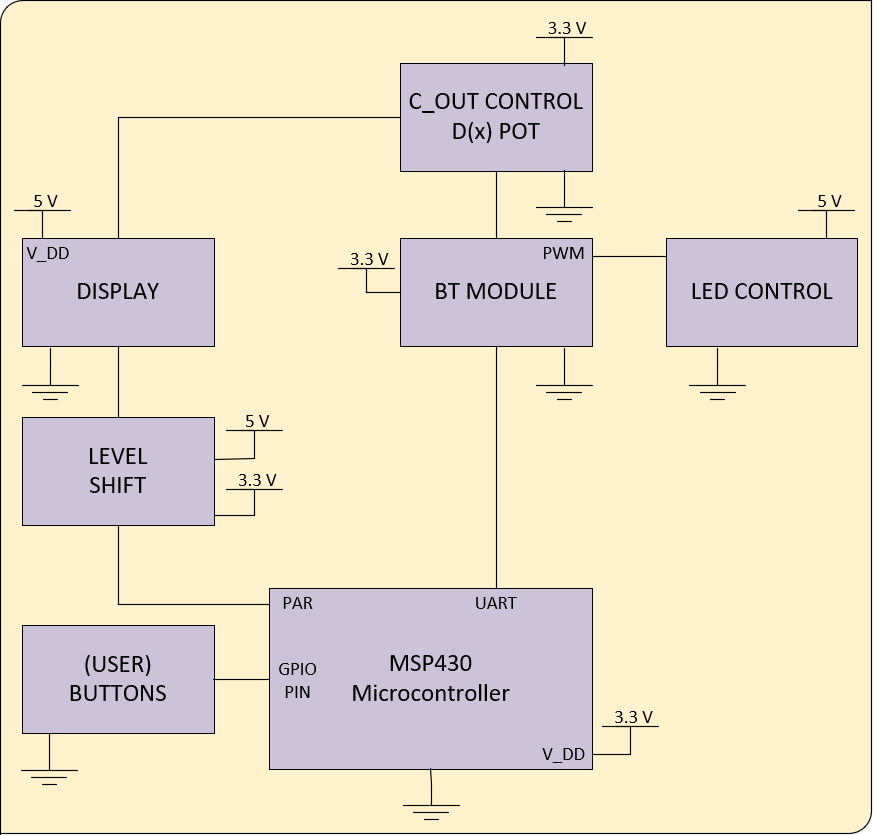 3.3 V
C_OUT CONTROL
D(x) POT
5 V
V_DD
DISPLAY
3.3 V
PWM
BT MODULE
5 V
LED CONTROL
LEVEL
SHIFT
5 V
3.3 V
PAR
UART
(USER)
BUTTONS
GPIO
PIN
MSP430
Microcontroller
3.3 V
V_DD